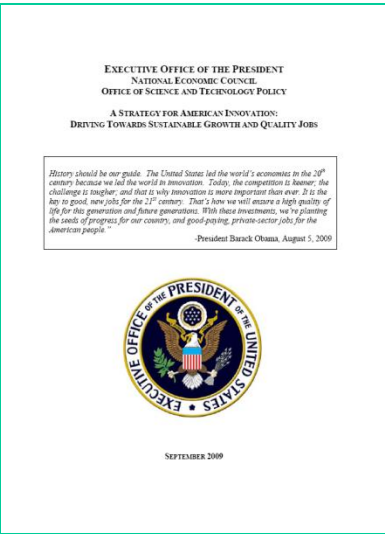 EXECUTIVE OFFICE OF THE PRESIDENT
NATIONAL ECONOMIC COUNCIL
OFFICE OF SCIENCE AND TECHNOLOGY POLICY
A STRATEGY FOR AMERICAN INNOVATION:
DRIVING TOWARDS SUSTAINABLE GROWTH AND QUALITY JOBS
History should be our guide. The United States led the world's economies in the 20th
century because we led the world in innovation. Today, the competition is keener; the
challenge is tougher; and that is why innovation is more important than ever. It is the
key to good, new jobs for the 21st century. That's how we will ensure a high quality of
life for this generation and future generations. With these investments, we're planting
the seeds of progress for our country, and good-paying, private-sector jobs for the
American people."
-President Barack Obama, August 5, 2009
EXECUTIVE OFFICE OF THE PRESIDENT OF THE UNITED STATES
SEPTEMBER 2009